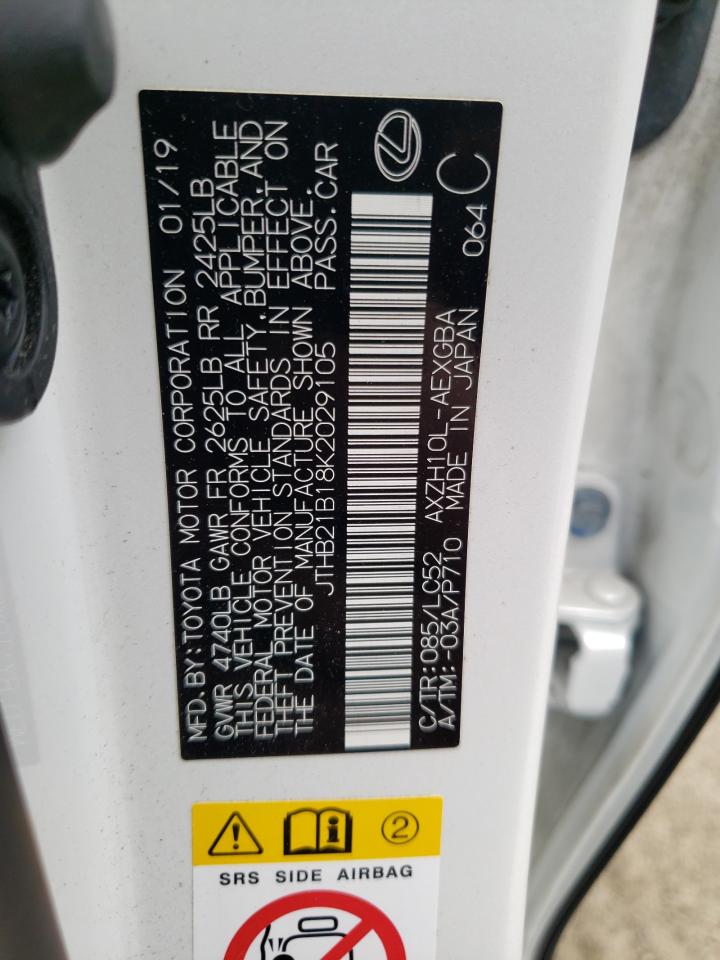 MFD. BY: TOYOTA MOTOR CORPORATION 01/19
GVWR 4740LB GAWR FR 2625LB RR 2425LB
THIS VEHICLE CONFORMS TO ALL APPLICABLE
FEDERAL MOTOR VEHICLE SAFETY, BUMPER, AND
THEFT PREVENTION STANDARDS IN EFFECT ON
THE DATE OF MANUFACTURE SHOWN ABOVE.
JTHB21B18K2029105 PASS. CAR
C/TR: 085/LC52 AXZH10L-AEXGBA 064 C
A/TM: -03A/P710 MADE IN JAPAN
2
SRS SIDE AIRBAG